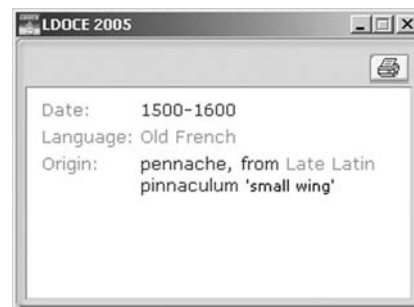 LDOCE 2005
Date: 1500-1600
Language: Old French
Origin: pennache, from Late Latin
pinnaculum 'small wing'